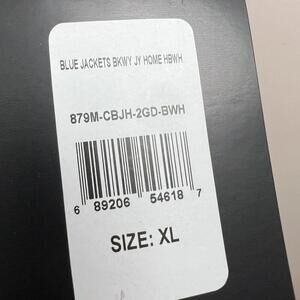 BLUE JACKETS BKWY JY HOME HBWH
879M-CBJH-2GD-BWH
6 89206 54618 7
SIZE: XL